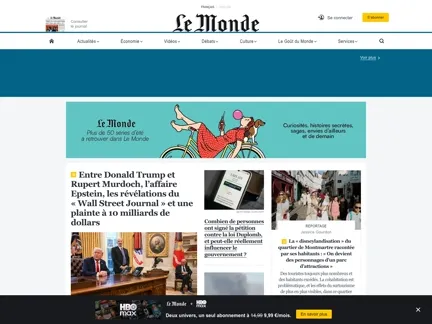 Consulter
le journal
Le Monde
Se connecter
S'abonner
Actualités
Économie
Vidéos
Débats
Culture
Le Goût du Monde
Services
Voir plus
Le Monde
Plus de 60 séries d'été
à retrouver dans Le Monde
Curiosités, histoires secrètes,
sagas, envies d'ailleurs
et de demain
Entre Donald Trump et
Rupert Murdoch, l'affaire
Epstein, les révélations du
« Wall Street Journal » et une
plainte à 10 milliards de
dollars
Combien de personnes
ont signé la pétition
contre la loi Duplomb,
et peut-elle réellement
influencer le
gouvernement ?
REPORTAGE
Jessica Gourdon
La « disneylandisation » du
quartier de Montmartre racontée
par ses habitants : « On devient
des personnages d'un parc
d'attractions »
Des touristes toujours plus nombreux et
des habitants excédés. La cohabitation est
problématique, et les effets du surtourisme
de plus en plus visibles, dans ce quartier
HBO
max
Le Monde + HBO max
Deux univers, un seul abonnement à 14,99 9,99 €/mois.
En savoir plus